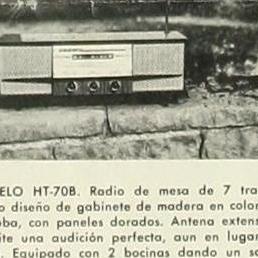 ELO HT-70B. Radio de mesa de 7 tra
o diseño de gabinete de madera en color
oba, con paneles dorados. Antena extens
ite una audición perfecta, aun en lugar
. Equipado con 2 bocinas dando un so